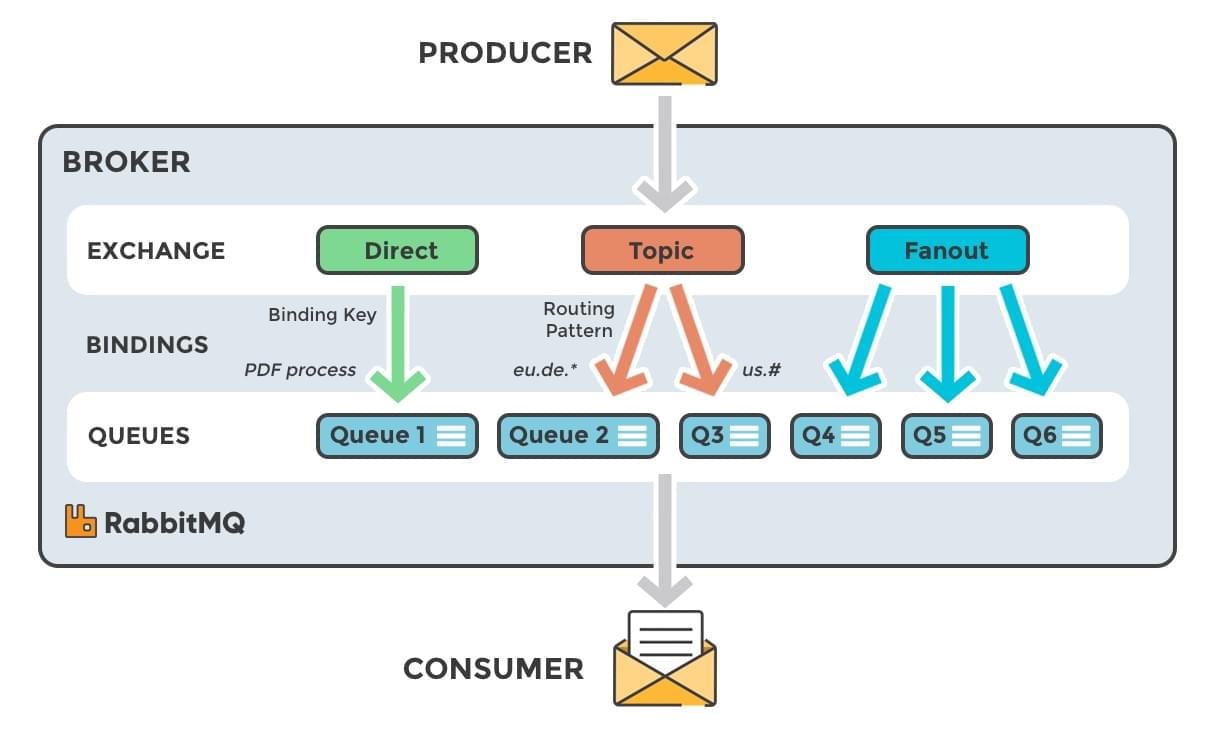 PRODUCER
BROKER
EXCHANGE
Direct
Topic
Fanout
Binding Key
Routing
Pattern
BINDINGS
PDF process
eu.de.*
us.#
QUEUES
Queue 1
Queue 2
Q3
Q4
Q5
Q6
RabbitMQ
CONSUMER